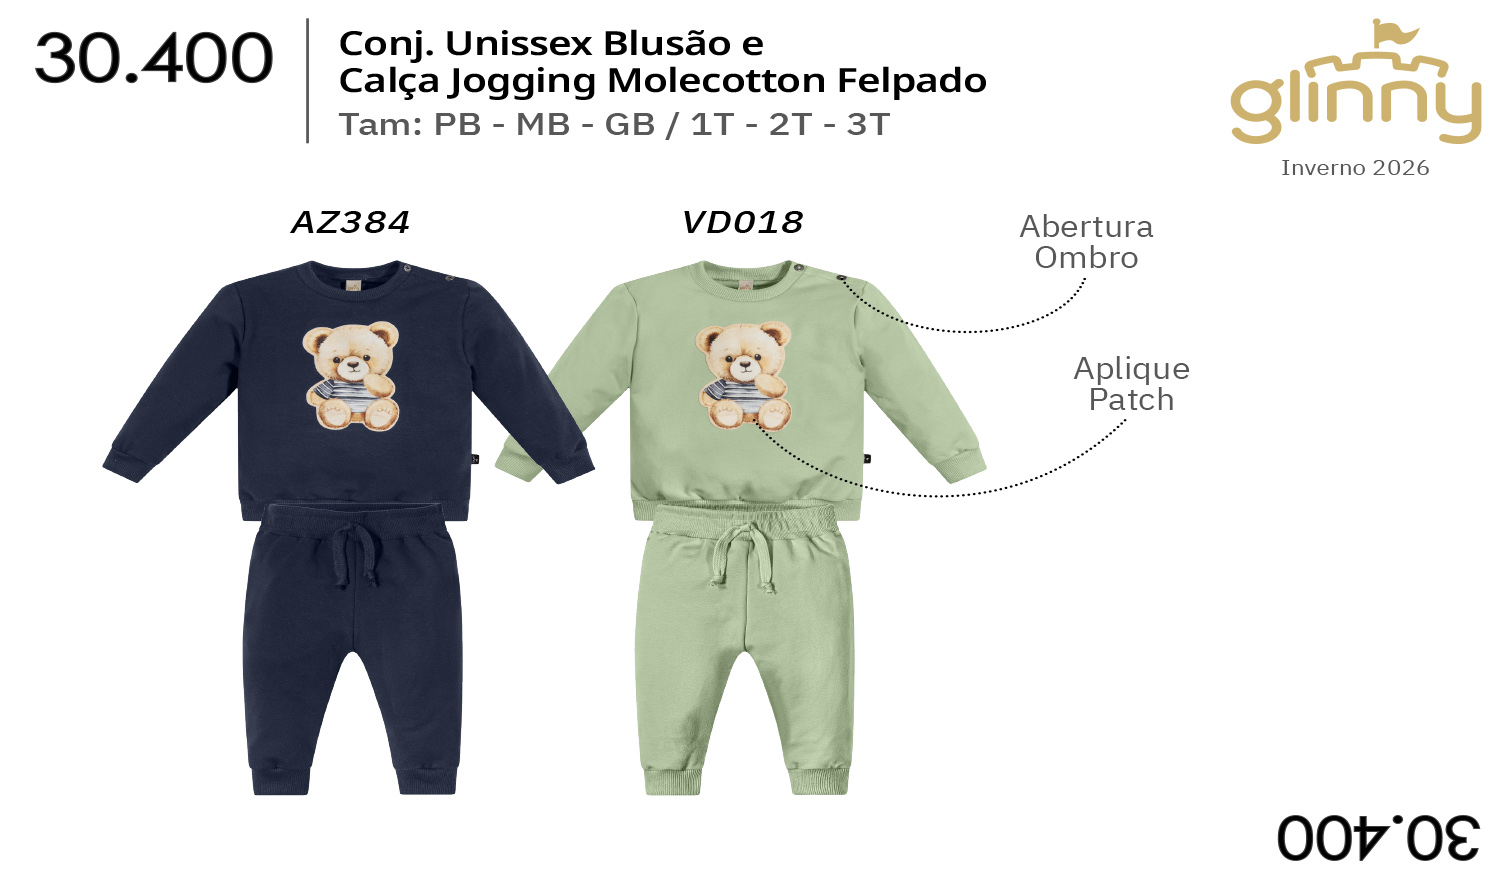 30.400
Conj. Unissex Blusão e
Calça Jogging Molecotton Felpado
Tam: PB - MB - GB / 1T - 2T - 3T
glinny
Inverno 2026
AZ384
VD018
Abertura
Ombro
Aplique
Patch
30.400